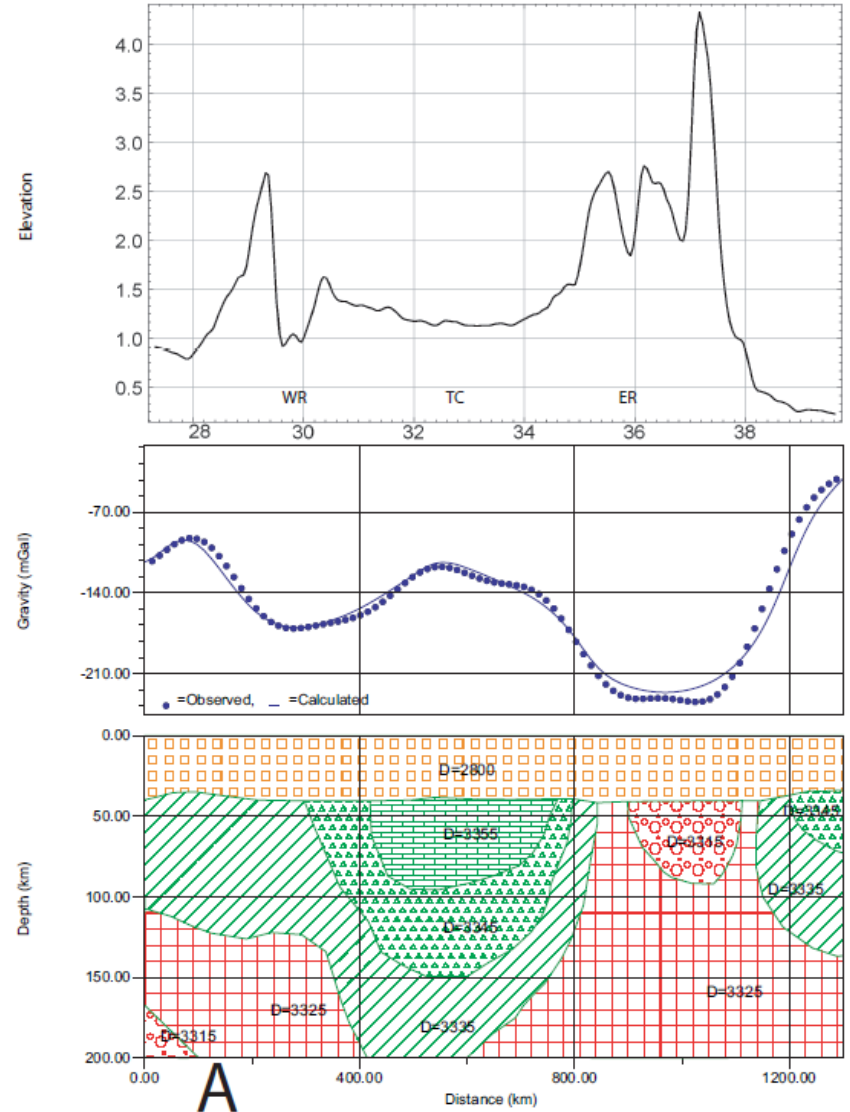 4.0
3.5
3.0
2.5
2.0
1.5
1.0
0.5
Elevation
WR TC ER
28 30 32 34 36 38
-70.00
-140.00
-210.00
Gravity (mGal)
=Observed, =Calculated
0.00
50.00
100.00
150.00
200.00
Depth (km)
D=2800
D=3355
D=3315
D=3345
D=3335
D=3345
D=3325
D=3325
D=3335
D=3315
0.00 400.00 800.00 1200.00
A
Distance (km)